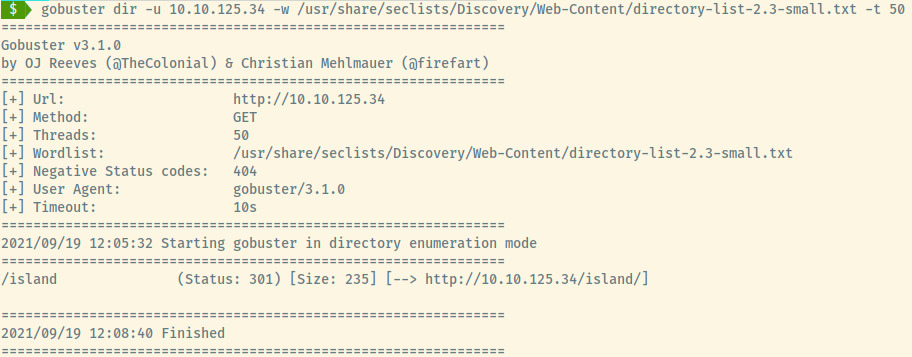 $ gobuster dir -u 10.10.125.34 -w /usr/share/seclists/Discovery/Web-Content/directory-list-2.3-small.txt -t 50
===============================================================
Gobuster v3.1.0
by OJ Reeves (@TheColonial) & Christian Mehlmauer (@firefart)
===============================================================
[+] Url:                     http://10.10.125.34
[+] Method:                  GET
[+] Threads:                 50
[+] Wordlist:                /usr/share/seclists/Discovery/Web-Content/directory-list-2.3-small.txt
[+] Negative Status codes:   404
[+] User Agent:              gobuster/3.1.0
[+] Timeout:                 10s
===============================================================
2021/09/19 12:05:32 Starting gobuster in directory enumeration mode
===============================================================
/island               (Status: 301) [Size: 235] [--> http://10.10.125.34/island/]
===============================================================
2021/09/19 12:08:40 Finished
===============================================================